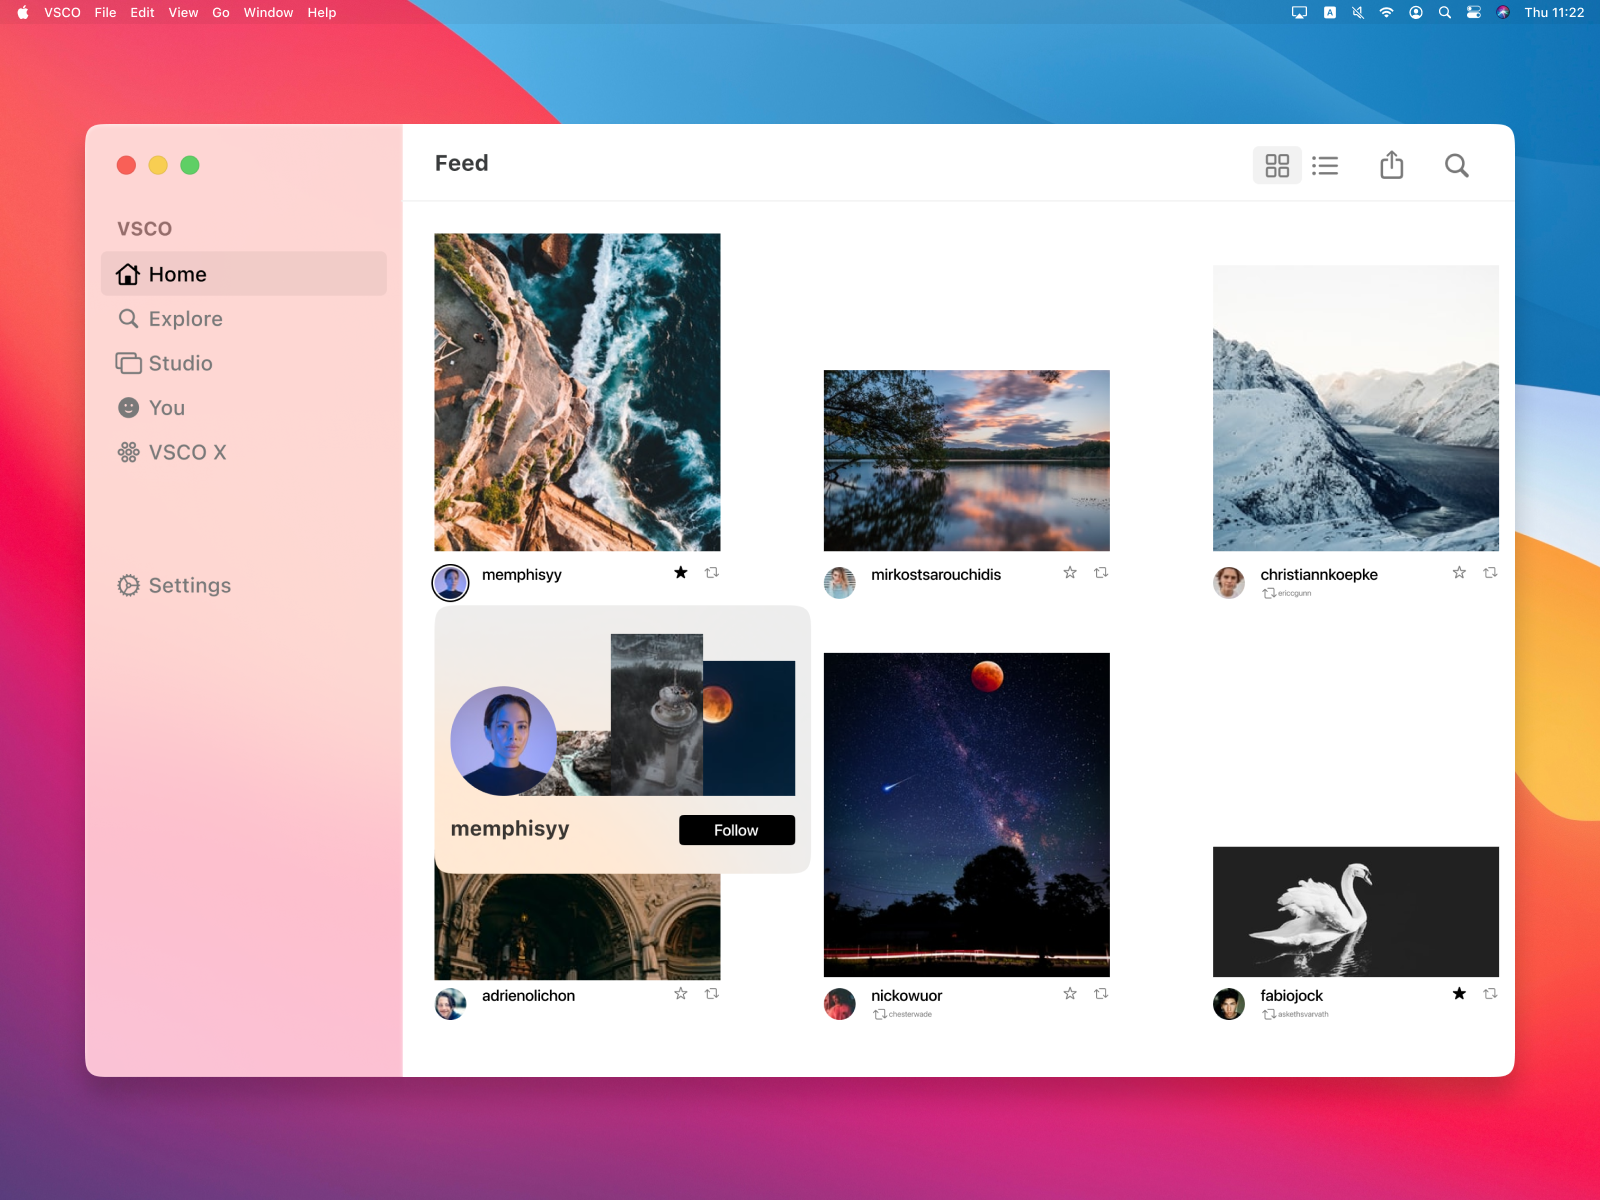 VSCO File Edit View Go Window Help
A
Thu 11:22
Feed
VSCO
Home
Explore
Studio
You
VSCO X
Settings
memphisyy
mirkostsarouchidis
christiannkoepke
ericcgunn
memphisyy
Follow
adrienolichon
nickowuor
chesterwade
fabiojock
askethsvarvath